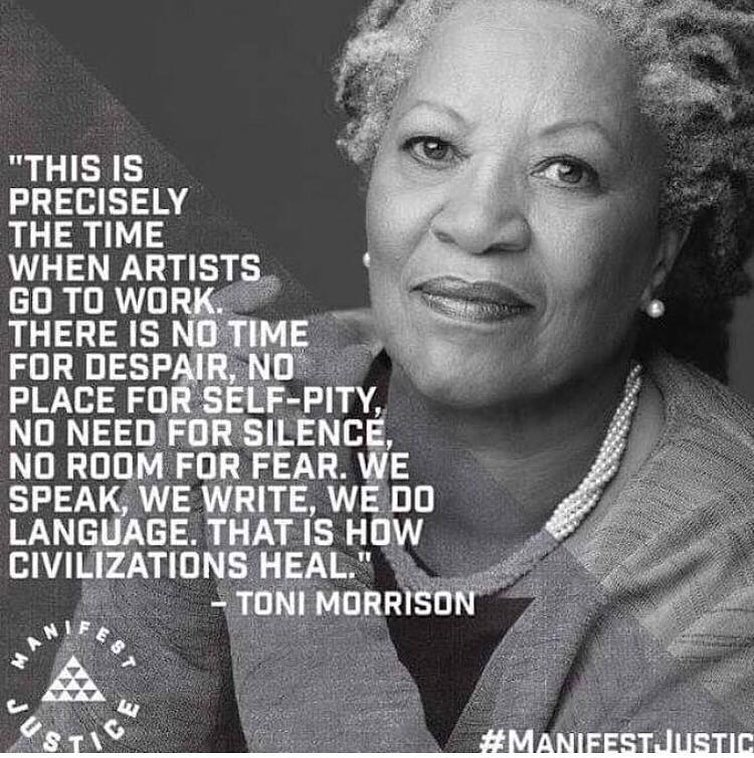 "THIS IS
PRECISELY
THE TIME
WHEN ARTISTS
GO TO WORK.
THERE IS NO TIME
FOR DESPAIR, NO
PLACE FOR SELF-PITY,
NO NEED FOR SILENCE,
NO ROOM FOR FEAR. WE
SPEAK, WE WRITE, WE DO
LANGUAGE. THAT IS HOW
CIVILIZATIONS HEAL."
– TONI MORRISON
MANIFEST
JUSTICE
#MANIFESTJUSTIC